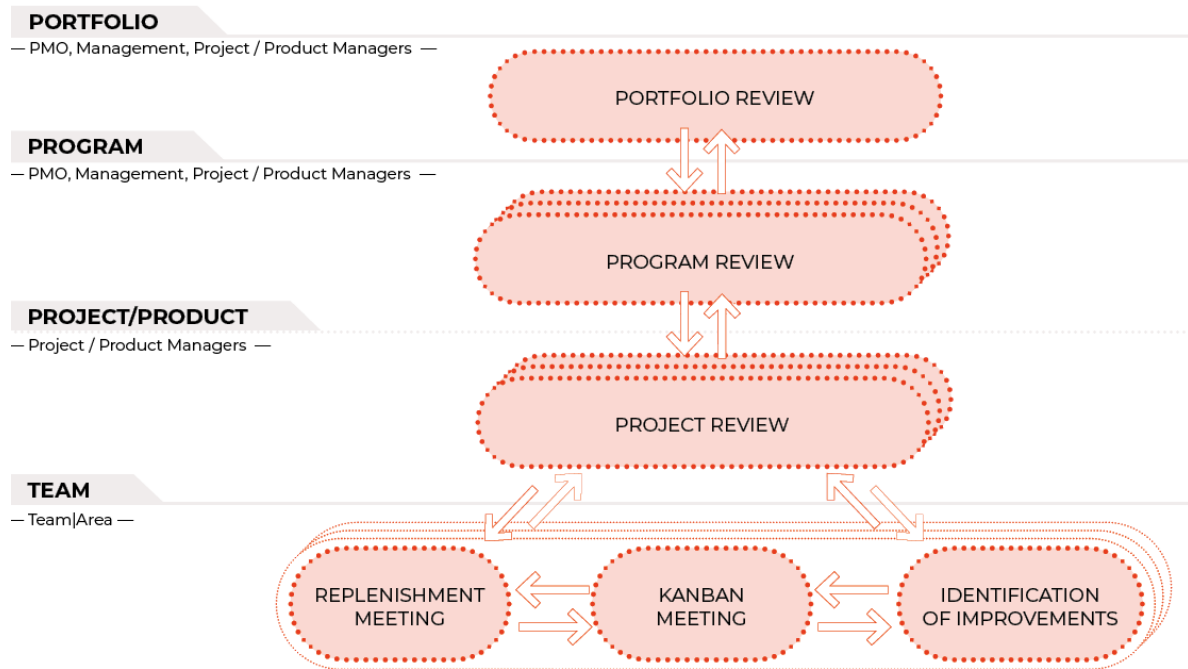 PORTFOLIO
— PMO, Management, Project / Product Managers —
PORTFOLIO REVIEW
PROGRAM
— PMO, Management, Project / Product Managers —
PROGRAM REVIEW
PROJECT/PRODUCT
— Project / Product Managers —
PROJECT REVIEW
TEAM
— Team|Area —
REPLENISHMENT
MEETING
KANBAN
MEETING
IDENTIFICATION
OF IMPROVEMENTS